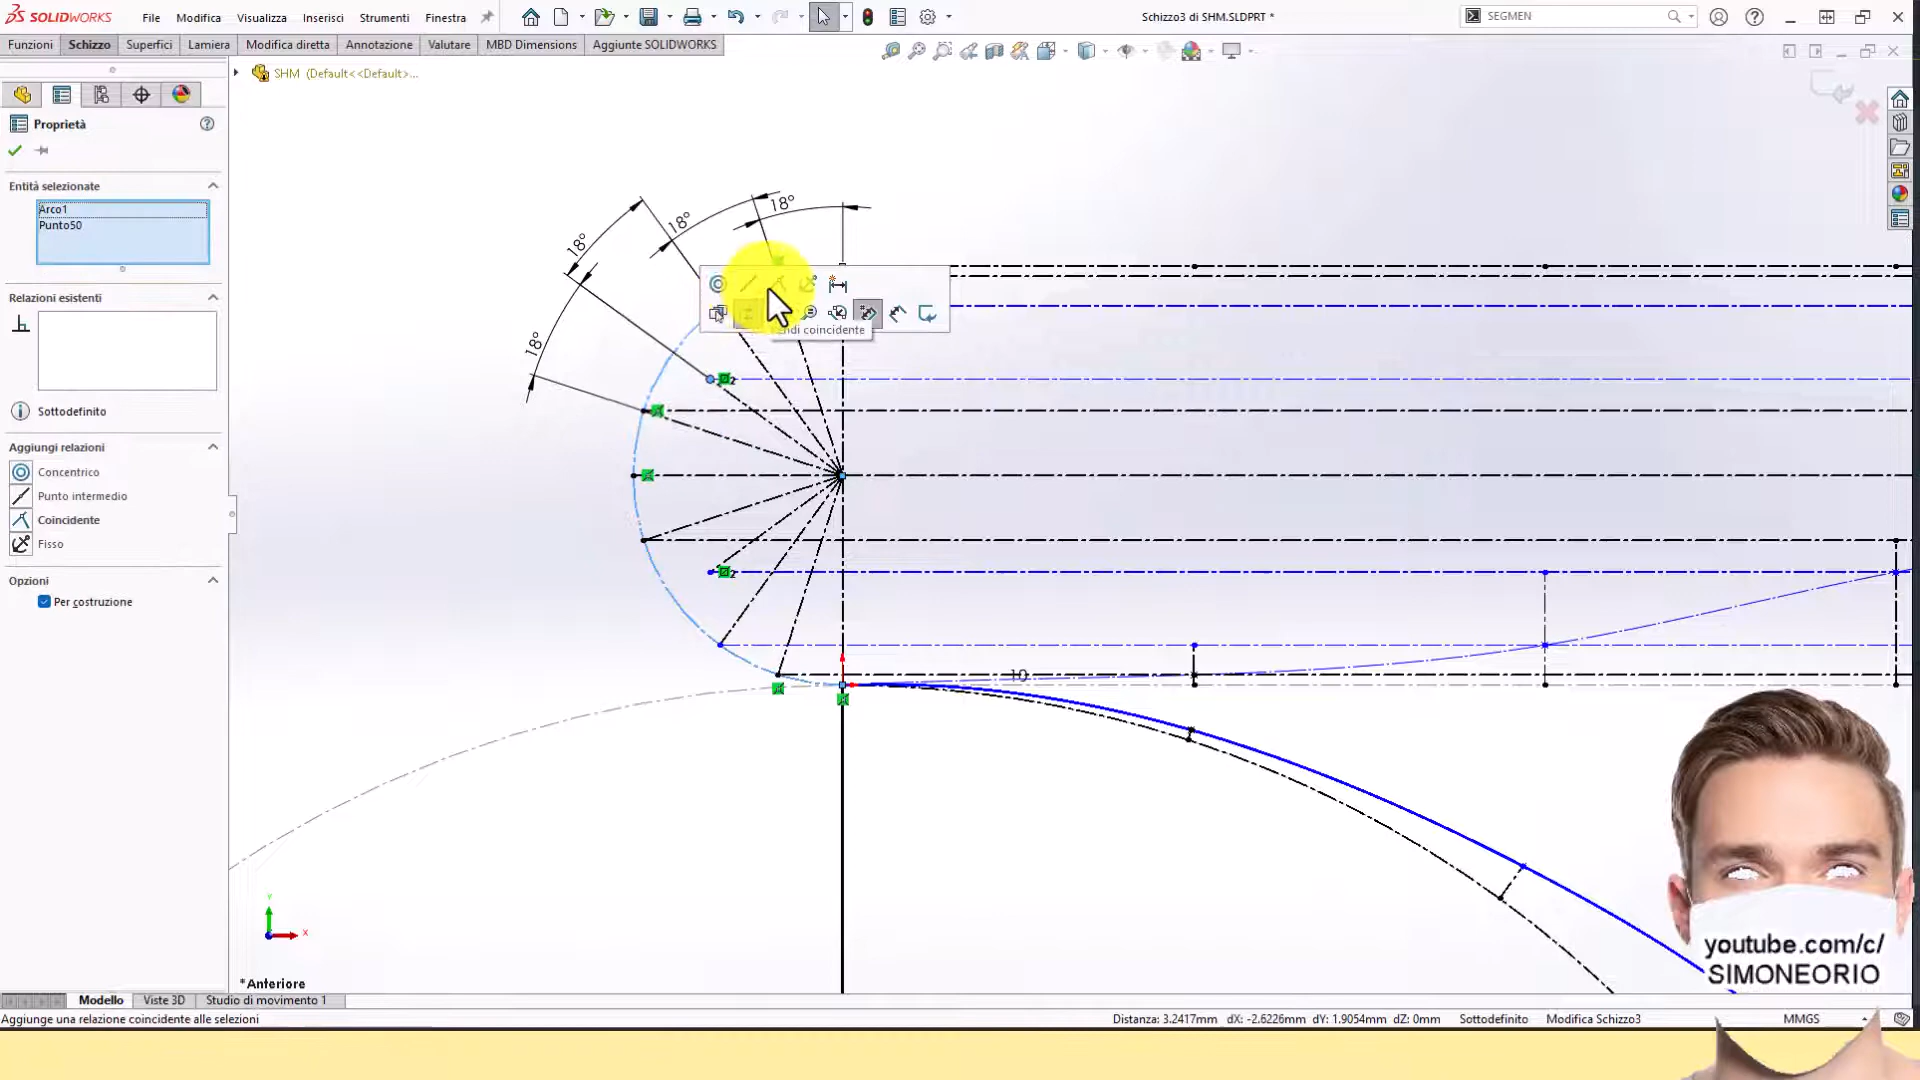 SOLIDWORKS
File
Modifica
Visualizza
Inserisci
Strumenti
Finestra
Schizzo3 di SHM.SLDPRT *
SEGMEN
Funzioni
Schizzo
Superfici
Lamiera
Modifica diretta
Annotazione
Valutare
MBD Dimensions
Aggiunte SOLIDWORKS
SHM (Default<<Default>...
Proprietà
Entità selezionate
Arco1
Punto50
Relazioni esistenti
Sottodefinito
Aggiungi relazioni
Concentrico
Punto intermedio
Coincidente
Fisso
Opzioni
Per costruzione
18°
18°
18°
18°
coincidente
10
Y
X
*Anteriore
youtube.com/c/
SIMONEORIO
Modello
Viste 3D
Studio di movimento 1
Aggiunge una relazione coincidente alle selezioni
Distanza: 3.2417mm dX: -2.6226mm dY: 1.9054mm dZ: 0mm
Sottodefinito
Modifica Schizzo3
MMGS